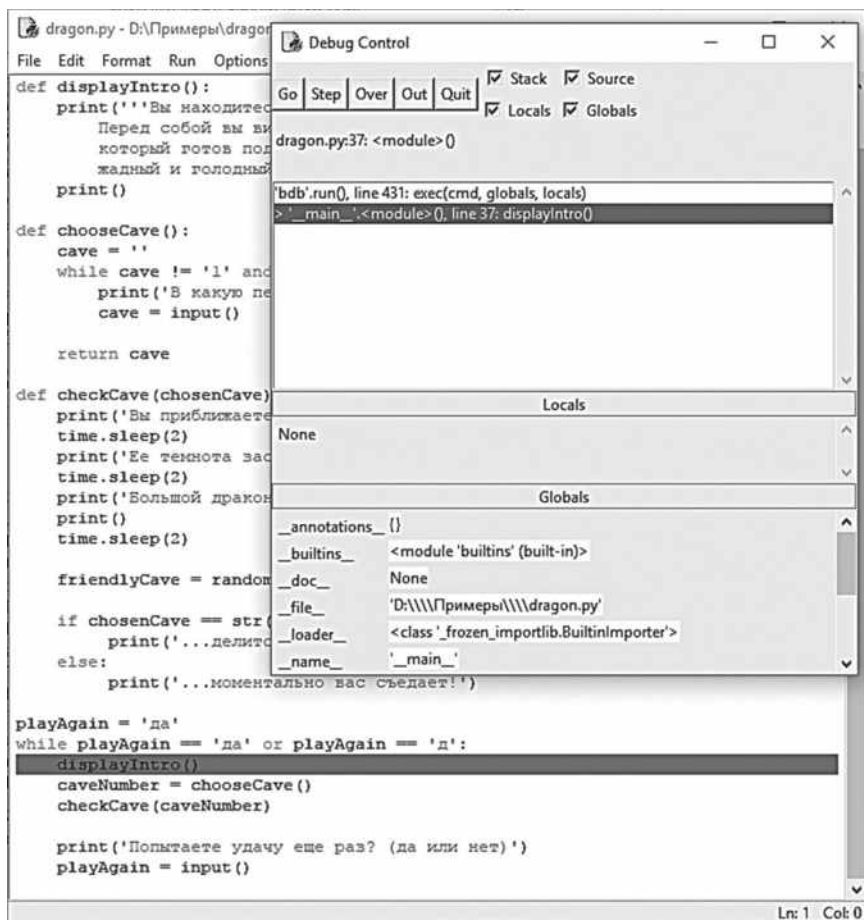 dragon.py - D:\Примеры\dragon
File Edit Format Run Options
def displayIntro():
print('''Вы находитес
Перед собой вы ви
который готов под
жадный и голодный
print()
def chooseCave():
cave = ''
while cave != '1' and
print('В какую пе
cave = input()
return cave
def checkCave(chosenCave)
print('Вы приближаете
time.sleep(2)
print('Ее темнота зас
time.sleep(2)
print('Большой дракон
print()
time.sleep(2)
friendlyCave = random
if chosenCave == str(
print('...делитс
else:
print('...моментально вас съедает!')
playAgain = 'да'
while playAgain == 'да' or playAgain == 'д':
displayIntro()
caveNumber = chooseCave()
checkCave(caveNumber)
print('Попытаете удачу еще раз? (да или нет)')
playAgain = input()
Ln: 1 Col: 0
Debug Control
Go Step Over Out Quit
Stack Source
Locals Globals
dragon.py:37: <module>()
'bdb'.run(), line 431: exec(cmd, globals, locals)
> '__main__'.<module>(), line 37: displayIntro()
Locals
None
Globals
__annotations__ {}
__builtins__ <module 'builtins' (built-in)>
__doc__ None
__file__ 'D:\\\\Примеры\\\\dragon.py'
__loader__ <class '_frozen_importlib.BuiltinImporter'>
__name__ '__main__'